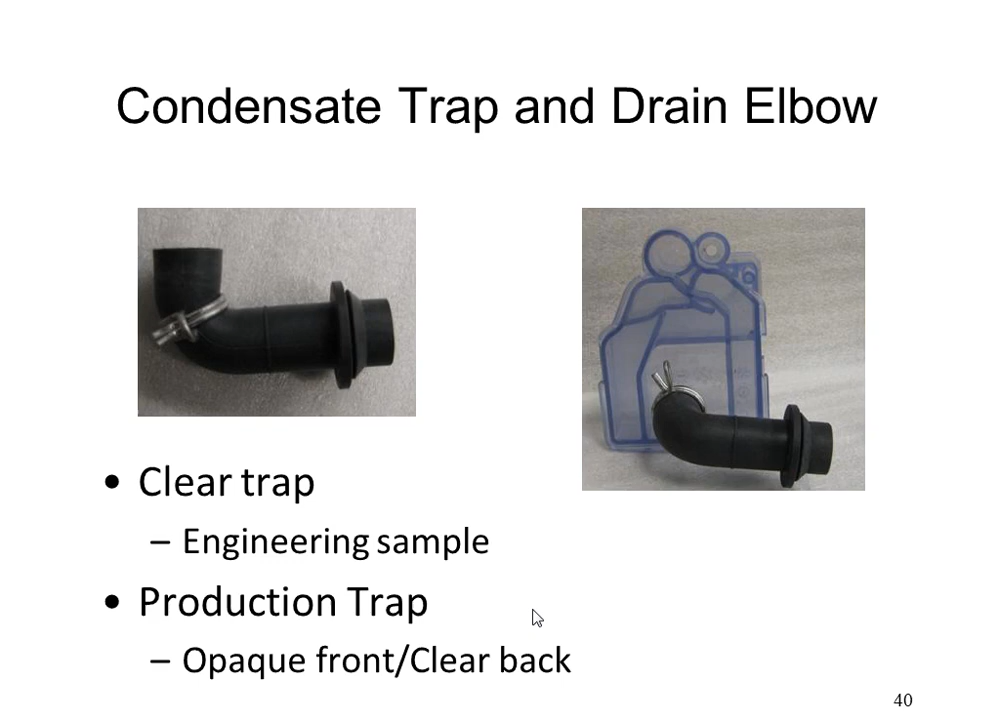 Condensate Trap and Drain Elbow
• Clear trap
– Engineering sample
• Production Trap
– Opaque front/Clear back
40